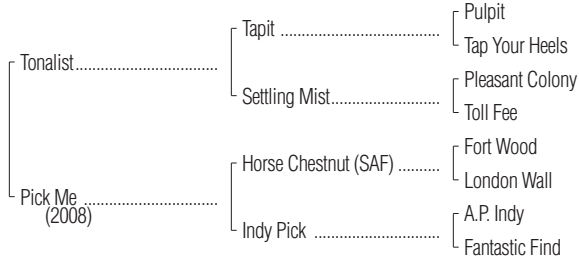 Pulpit
Tapit ..................................
Tap Your Heels
Tonalist..............................
Pleasant Colony
Settling Mist........................
Toll Fee
Fort Wood
Horse Chestnut (SAF) .........
London Wall
Pick Me ............................
(2008)
A.P. Indy
Indy Pick ...........................
Fantastic Find